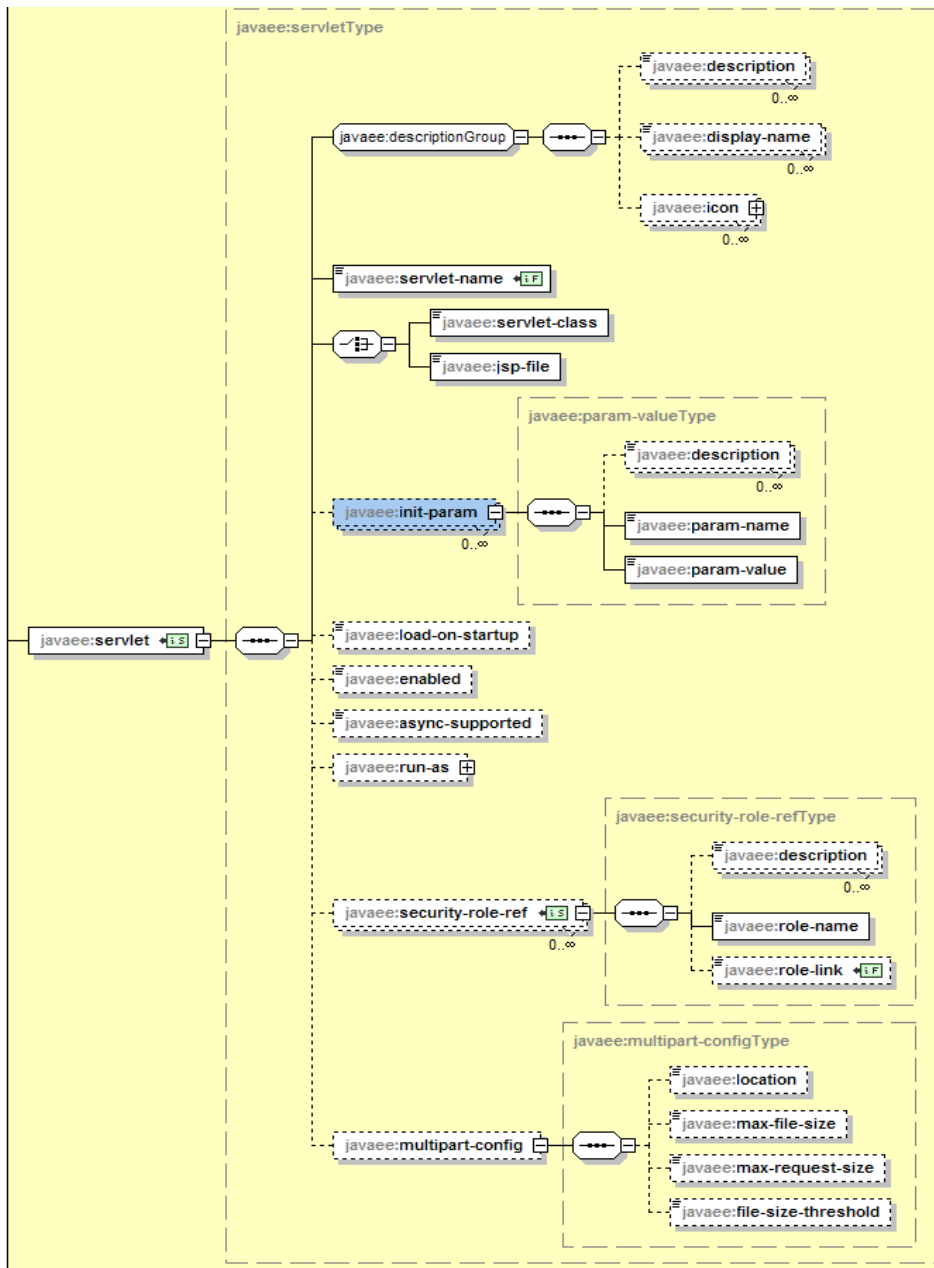 javaee:servletType
javaee:description
0..∞
javaee:descriptionGroup
javaee:display-name
0..∞
javaee:icon
0..∞
javaee:servlet-name iF
javaee:servlet-class
javaee:jsp-file
javaee:param-valueType
javaee:description
0..∞
javaee:init-param
0..∞
javaee:param-name
javaee:param-value
javaee:servlet iS
javaee:load-on-startup
javaee:enabled
javaee:async-supported
javaee:run-as
javaee:security-role-refType
javaee:description
0..∞
javaee:security-role-ref iS
0..∞
javaee:role-name
javaee:role-link iF
javaee:multipart-configType
javaee:location
javaee:max-file-size
javaee:multipart-config
javaee:max-request-size
javaee:file-size-threshold